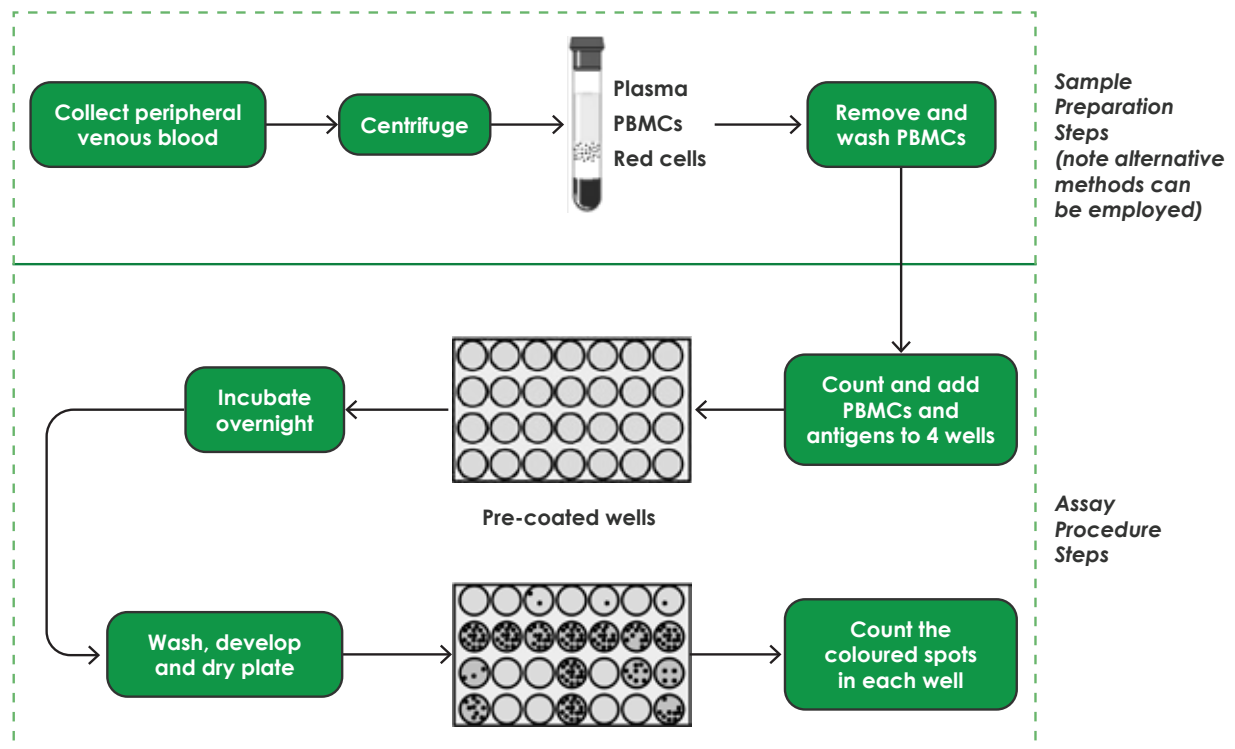 Collect peripheral
venous blood
Centrifuge
Plasma
PBMCs
Red cells
Remove and
wash PBMCs
Sample
Preparation
Steps
(note alternative
methods can
be employed)
Count and add
PBMCs and
antigens to 4 wells
Pre-coated wells
Incubate
overnight
Wash, develop
and dry plate
Count the
coloured spots
in each well
Assay
Procedure
Steps